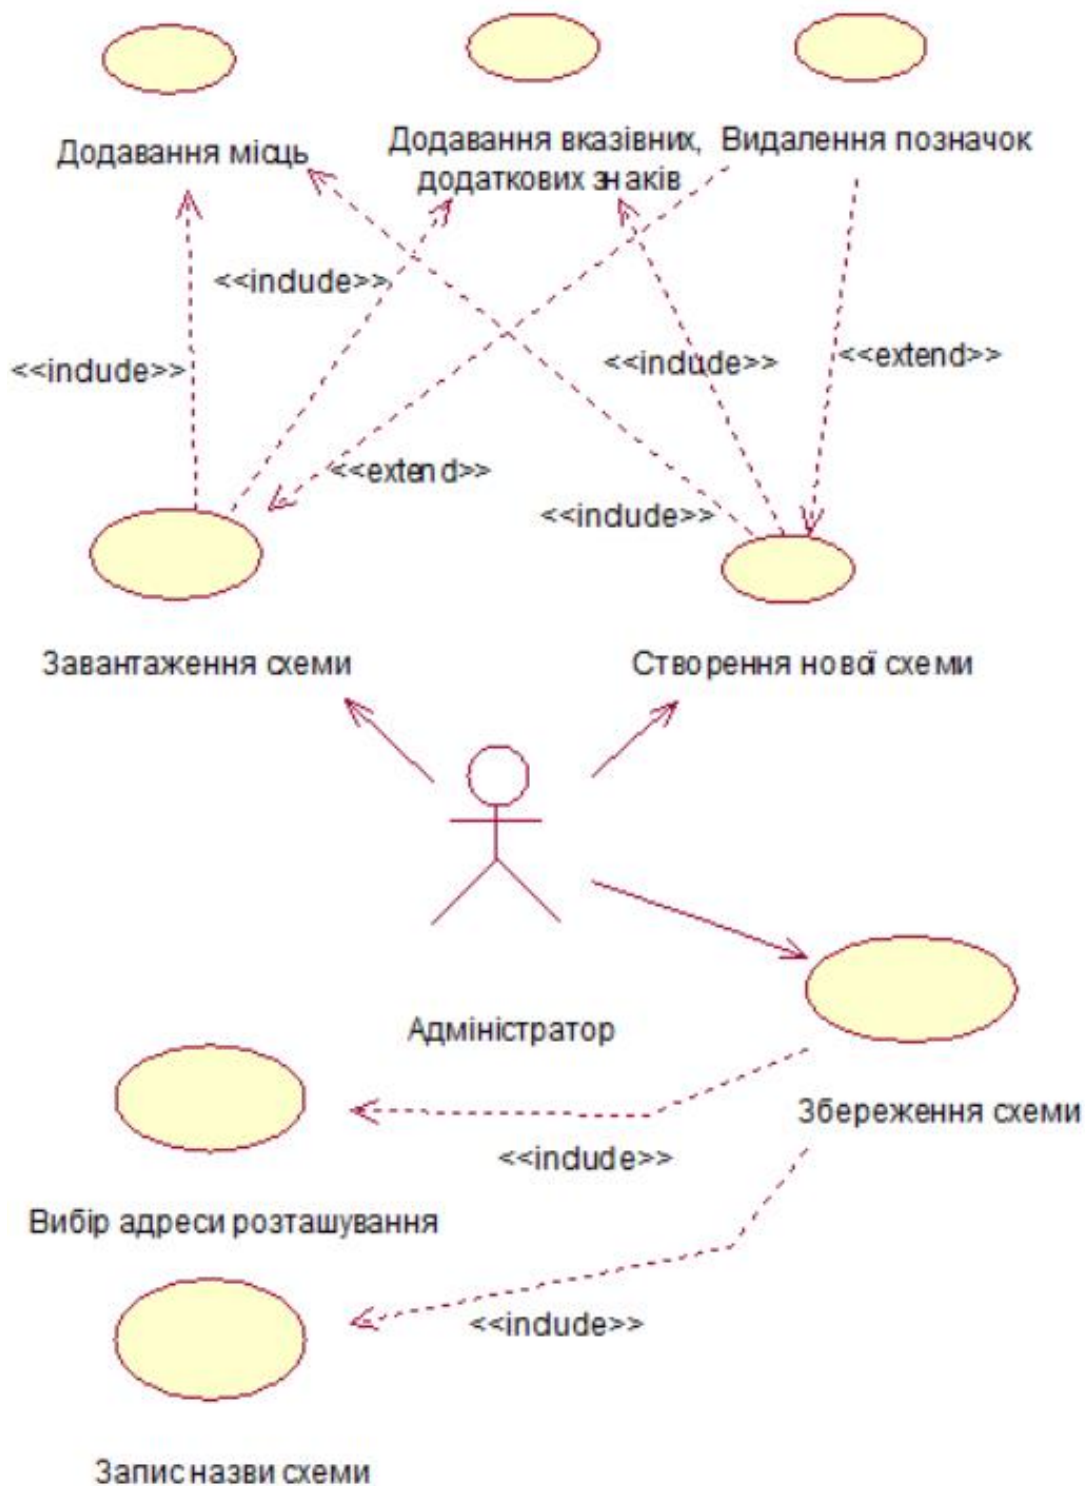 Додавання місць
Додавання вказівних,
додаткових знаків
Видалення позначок
<<include>>
<<include>>
<<include>>
<<extend>>
<<extend>>
<<include>>
Завантаження схеми
Створення нової схеми
Адміністратор
Збереження схеми
<<include>>
Вибір адреси розташування
<<include>>
Запис назви схеми